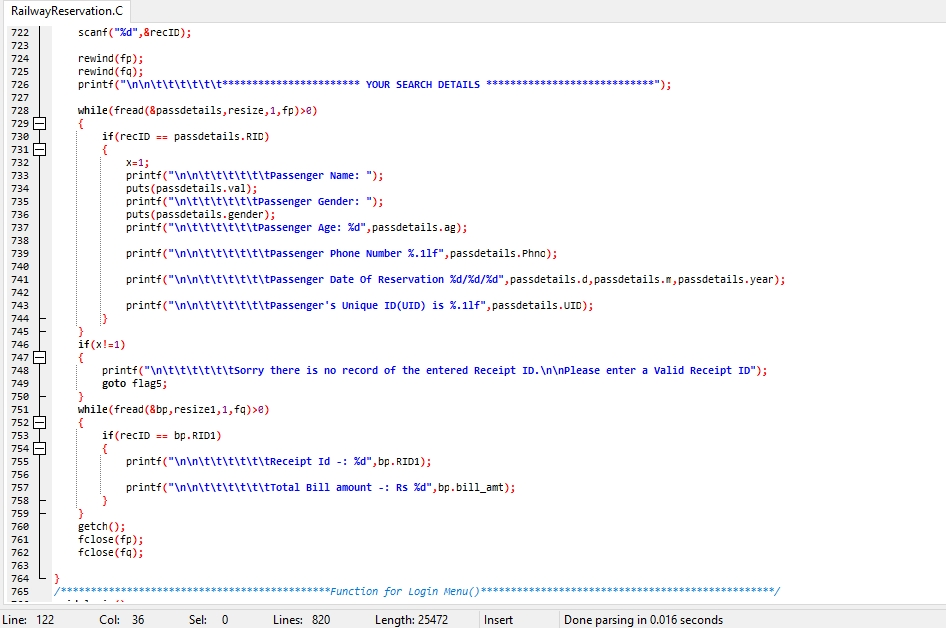 RailwayReservation.C
722 scanf("%d",&recID);
723
724 rewind(fp);
725 rewind(fq);
726 printf("\n\n\t\t\t\t\t\t*********************** YOUR SEARCH DETAILS ****************************");
727
728 while(fread(&passdetails,resize,1,fp)>0)
729 {
730 if(recID == passdetails.RID)
731 {
732 x=1;
733 printf("\n\n\t\t\t\t\t\tPassenger Name: ");
734 puts(passdetails.val);
735 printf("\n\n\t\t\t\t\tPassenger Gender: ");
736 puts(passdetails.gender);
737 printf("\n\n\t\t\t\t\tPassenger Age: %d",passdetails.ag);
738
739 printf("\n\n\t\t\t\t\t\tPassenger Phone Number %.1lf",passdetails.Phno);
740
741 printf("\n\n\t\t\t\t\t\tPassenger Date Of Reservation %d/%d/%d",passdetails.d,passdetails.m,passdetails.year);
742
743 printf("\n\n\t\t\t\t\t\tPassenger's Unique ID(UID) is %.1lf",passdetails.UID);
744 }
745 }
746 if(x!=1)
747 {
748 printf("\n\t\t\t\t\t\tSorry there is no record of the entered Receipt ID.\n\nPlease enter a Valid Receipt ID");
749 goto flag5;
750 }
751 while(fread(&bp,resize1,1,fq)>0)
752 {
753 if(recID == bp.RID1)
754 {
755 printf("\n\n\t\t\t\t\t\tReceipt Id -: %d",bp.RID1);
756
757 printf("\n\n\t\t\t\t\t\tTotal Bill amount -: Rs %d",bp.bill_amt);
758 }
759 }
760 getch();
761 fclose(fp);
762 fclose(fq);
763
764 }
765 /*********************************************Function for Login Menu()*************************************************/
Line: 122 Col: 36 Sel: 0 Lines: 820 Length: 25472 Insert Done parsing in 0.016 seconds